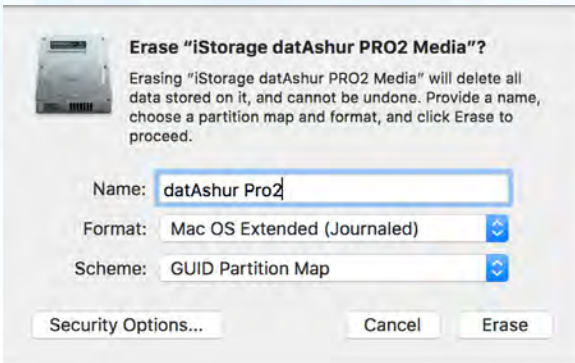 Erase “iStorage datAshur PRO2 Media”?
Erasing “iStorage datAshur PRO2 Media” will delete all
data stored on it, and cannot be undone. Provide a name,
choose a partition map and format, and click Erase to
proceed.
Name: datAshur Pro2
Format: Mac OS Extended (Journaled)
Scheme: GUID Partition Map
Security Options... Cancel Erase